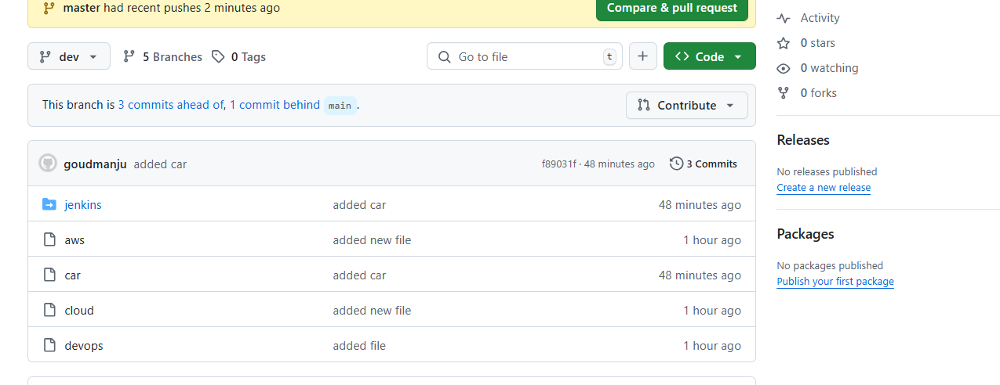 master had recent pushes 2 minutes ago
Compare & pull request
dev
5 Branches
0 Tags
Go to file
t
Code
This branch is 3 commits ahead of, 1 commit behind main.
Contribute
goudmanju added car
f89031f · 48 minutes ago
3 Commits
jenkins added car 48 minutes ago
aws added new file 1 hour ago
car added car 48 minutes ago
cloud added new file 1 hour ago
devops added file 1 hour ago
Activity
0 stars
0 watching
0 forks
Releases
No releases published
Create a new release
Packages
No packages published
Publish your first package